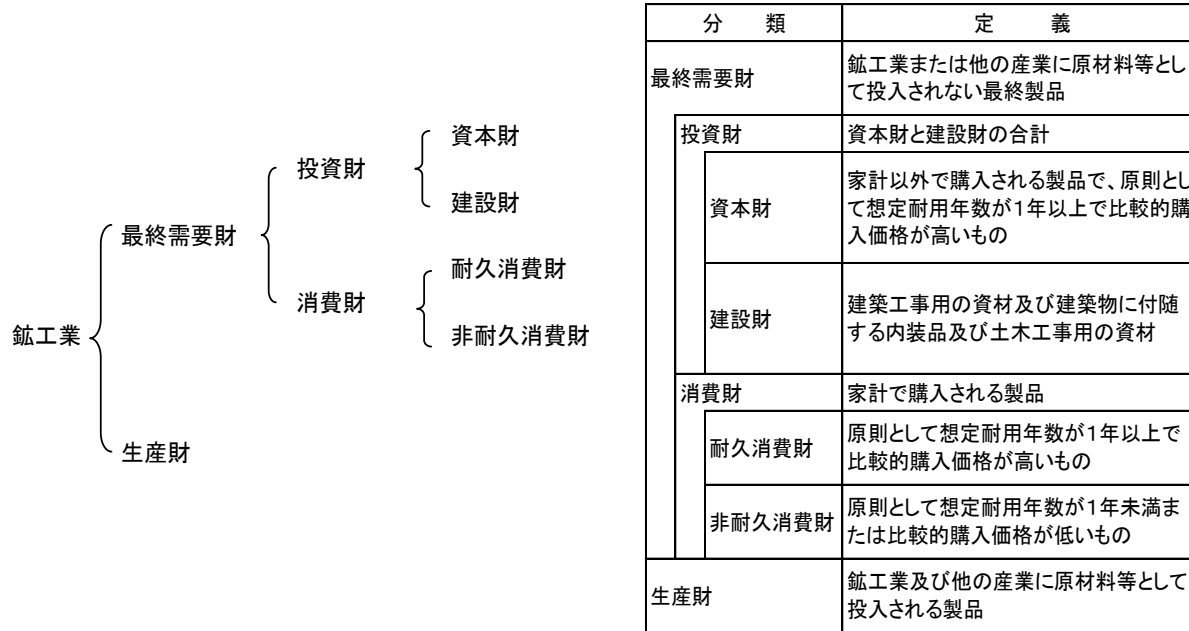 資本財
投資財
建設財
最終需要財
耐久消費財
消費財
非耐久消費財
鉱工業
生産財
分　類
定　義
最終需要財
鉱工業または他の産業に原材料等とし
て投入されない最終製品
投資財
資本財と建設財の合計
資本財
家計以外で購入される製品で、原則とし
て想定耐用年数が１年以上で比較的購
入価格が高いもの
建設財
建築工事用の資材及び建築物に付随
する内装品及び土木工事用の資材
消費財
家計で購入される製品
耐久消費財
原則として想定耐用年数が１年以上で
比較的購入価格が高いもの
非耐久消費財
原則として想定耐用年数が１年未満ま
たは比較的購入価格が低いもの
生産財
鉱工業及び他の産業に原材料等として
投入される製品